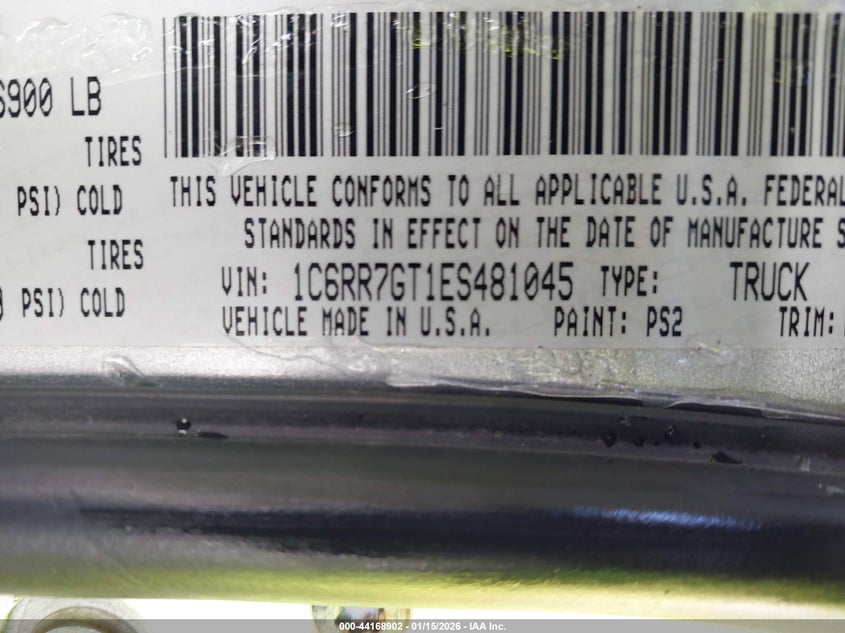 6900 LB
TIRES
PSI) COLD
TIRES
PSI) COLD
THIS VEHICLE CONFORMS TO ALL APPLICABLE U.S.A. FEDERAL
STANDARDS IN EFFECT ON THE DATE OF MANUFACTURE S
VIN: 1C6RR7GT1ES481045 TYPE: TRUCK
VEHICLE MADE IN U.S.A. PAINT: PS2 TRIM:
000-44168902 - 01/15/2026 - IAA Inc.